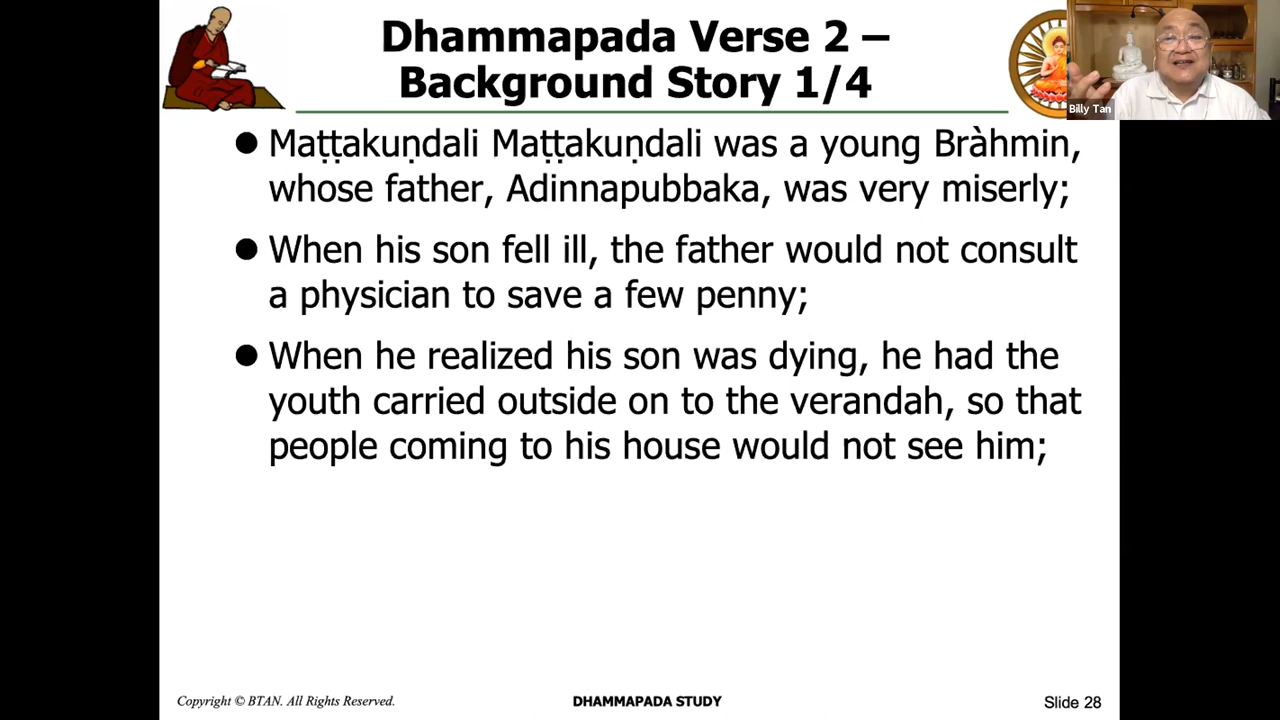 Dhammapada Verse 2 –
Background Story 1/4
Billy Tan
● Maṭṭakuṇdali Maṭṭakuṇdali was a young Bràhmin,
whose father, Adinnapubbaka, was very miserly;
● When his son fell ill, the father would not consult
a physician to save a few penny;
● When he realized his son was dying, he had the
youth carried outside on to the verandah, so that
people coming to his house would not see him;
Copyright © BTAN. All Rights Reserved.
DHAMMAPADA STUDY
Slide 28